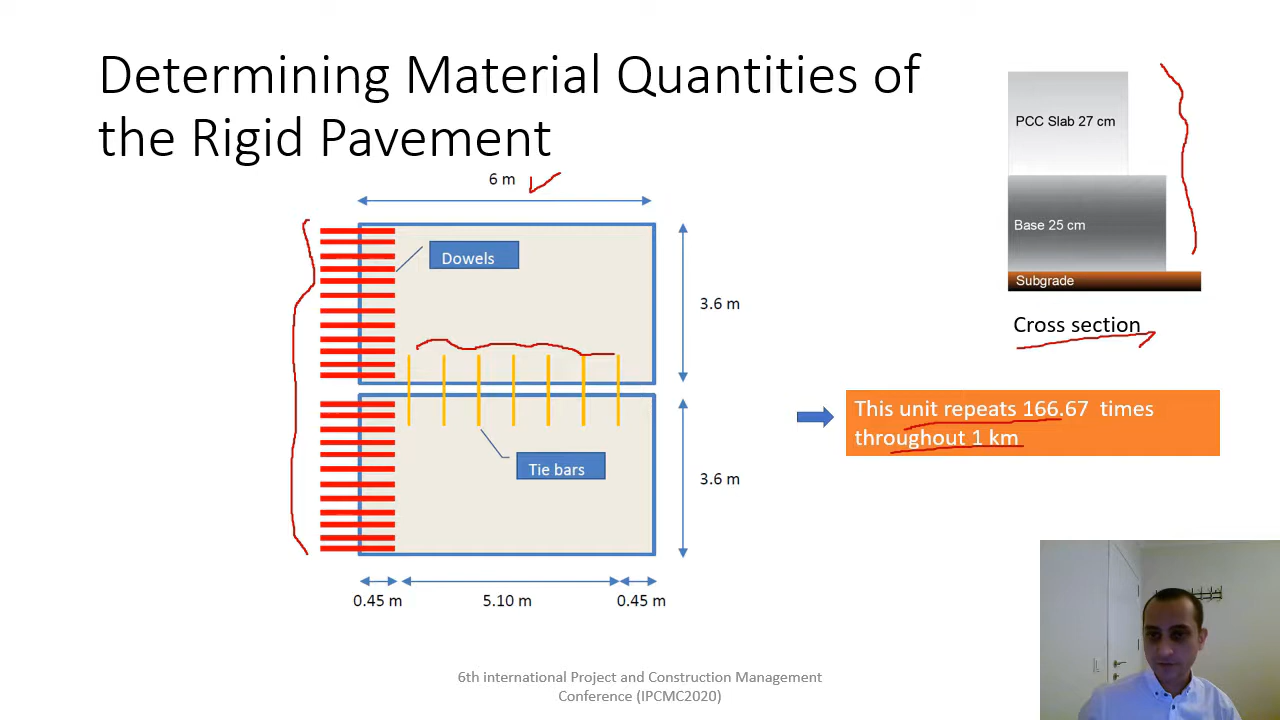 Determining Material Quantities of
the Rigid Pavement
6 m
Dowels
3.6 m
Tie bars
3.6 m
0.45 m
5.10 m
0.45 m
PCC Slab 27 cm
Base 25 cm
Subgrade
Cross section
This unit repeats 166.67 times
throughout 1 km
6th international Project and Construction Management
Conference (IPCMC2020)